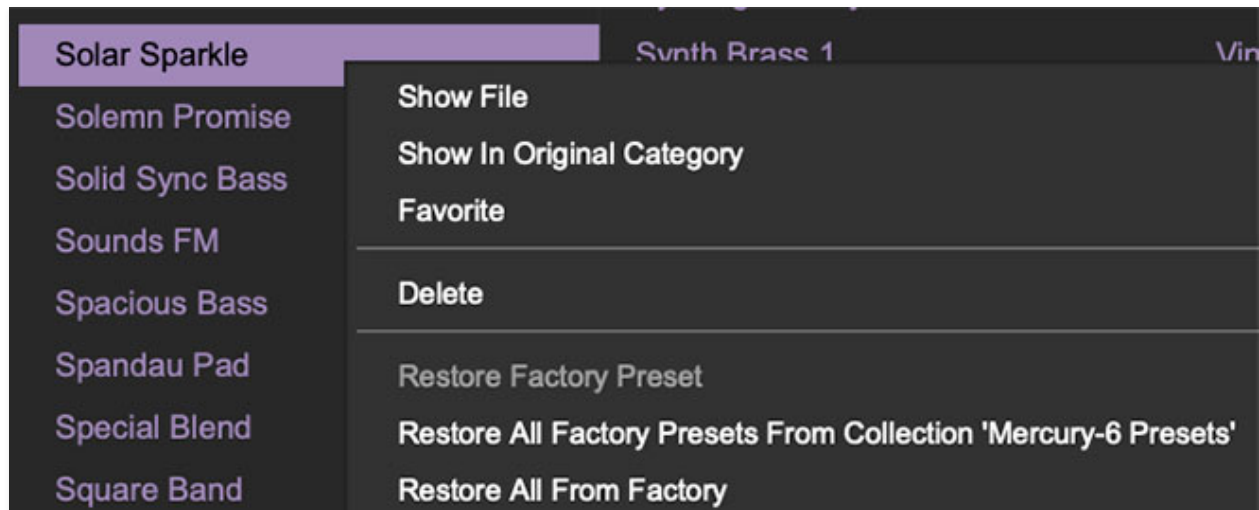 Solar Sparkle
Solemn Promise
Solid Sync Bass
Sounds FM
Spacious Bass
Spandau Pad
Special Blend
Square Band
Synth Brass 1
Show File
Show In Original Category
Favorite
Delete
Restore Factory Preset
Restore All Factory Presets From Collection 'Mercury-6 Presets'
Restore All From Factory